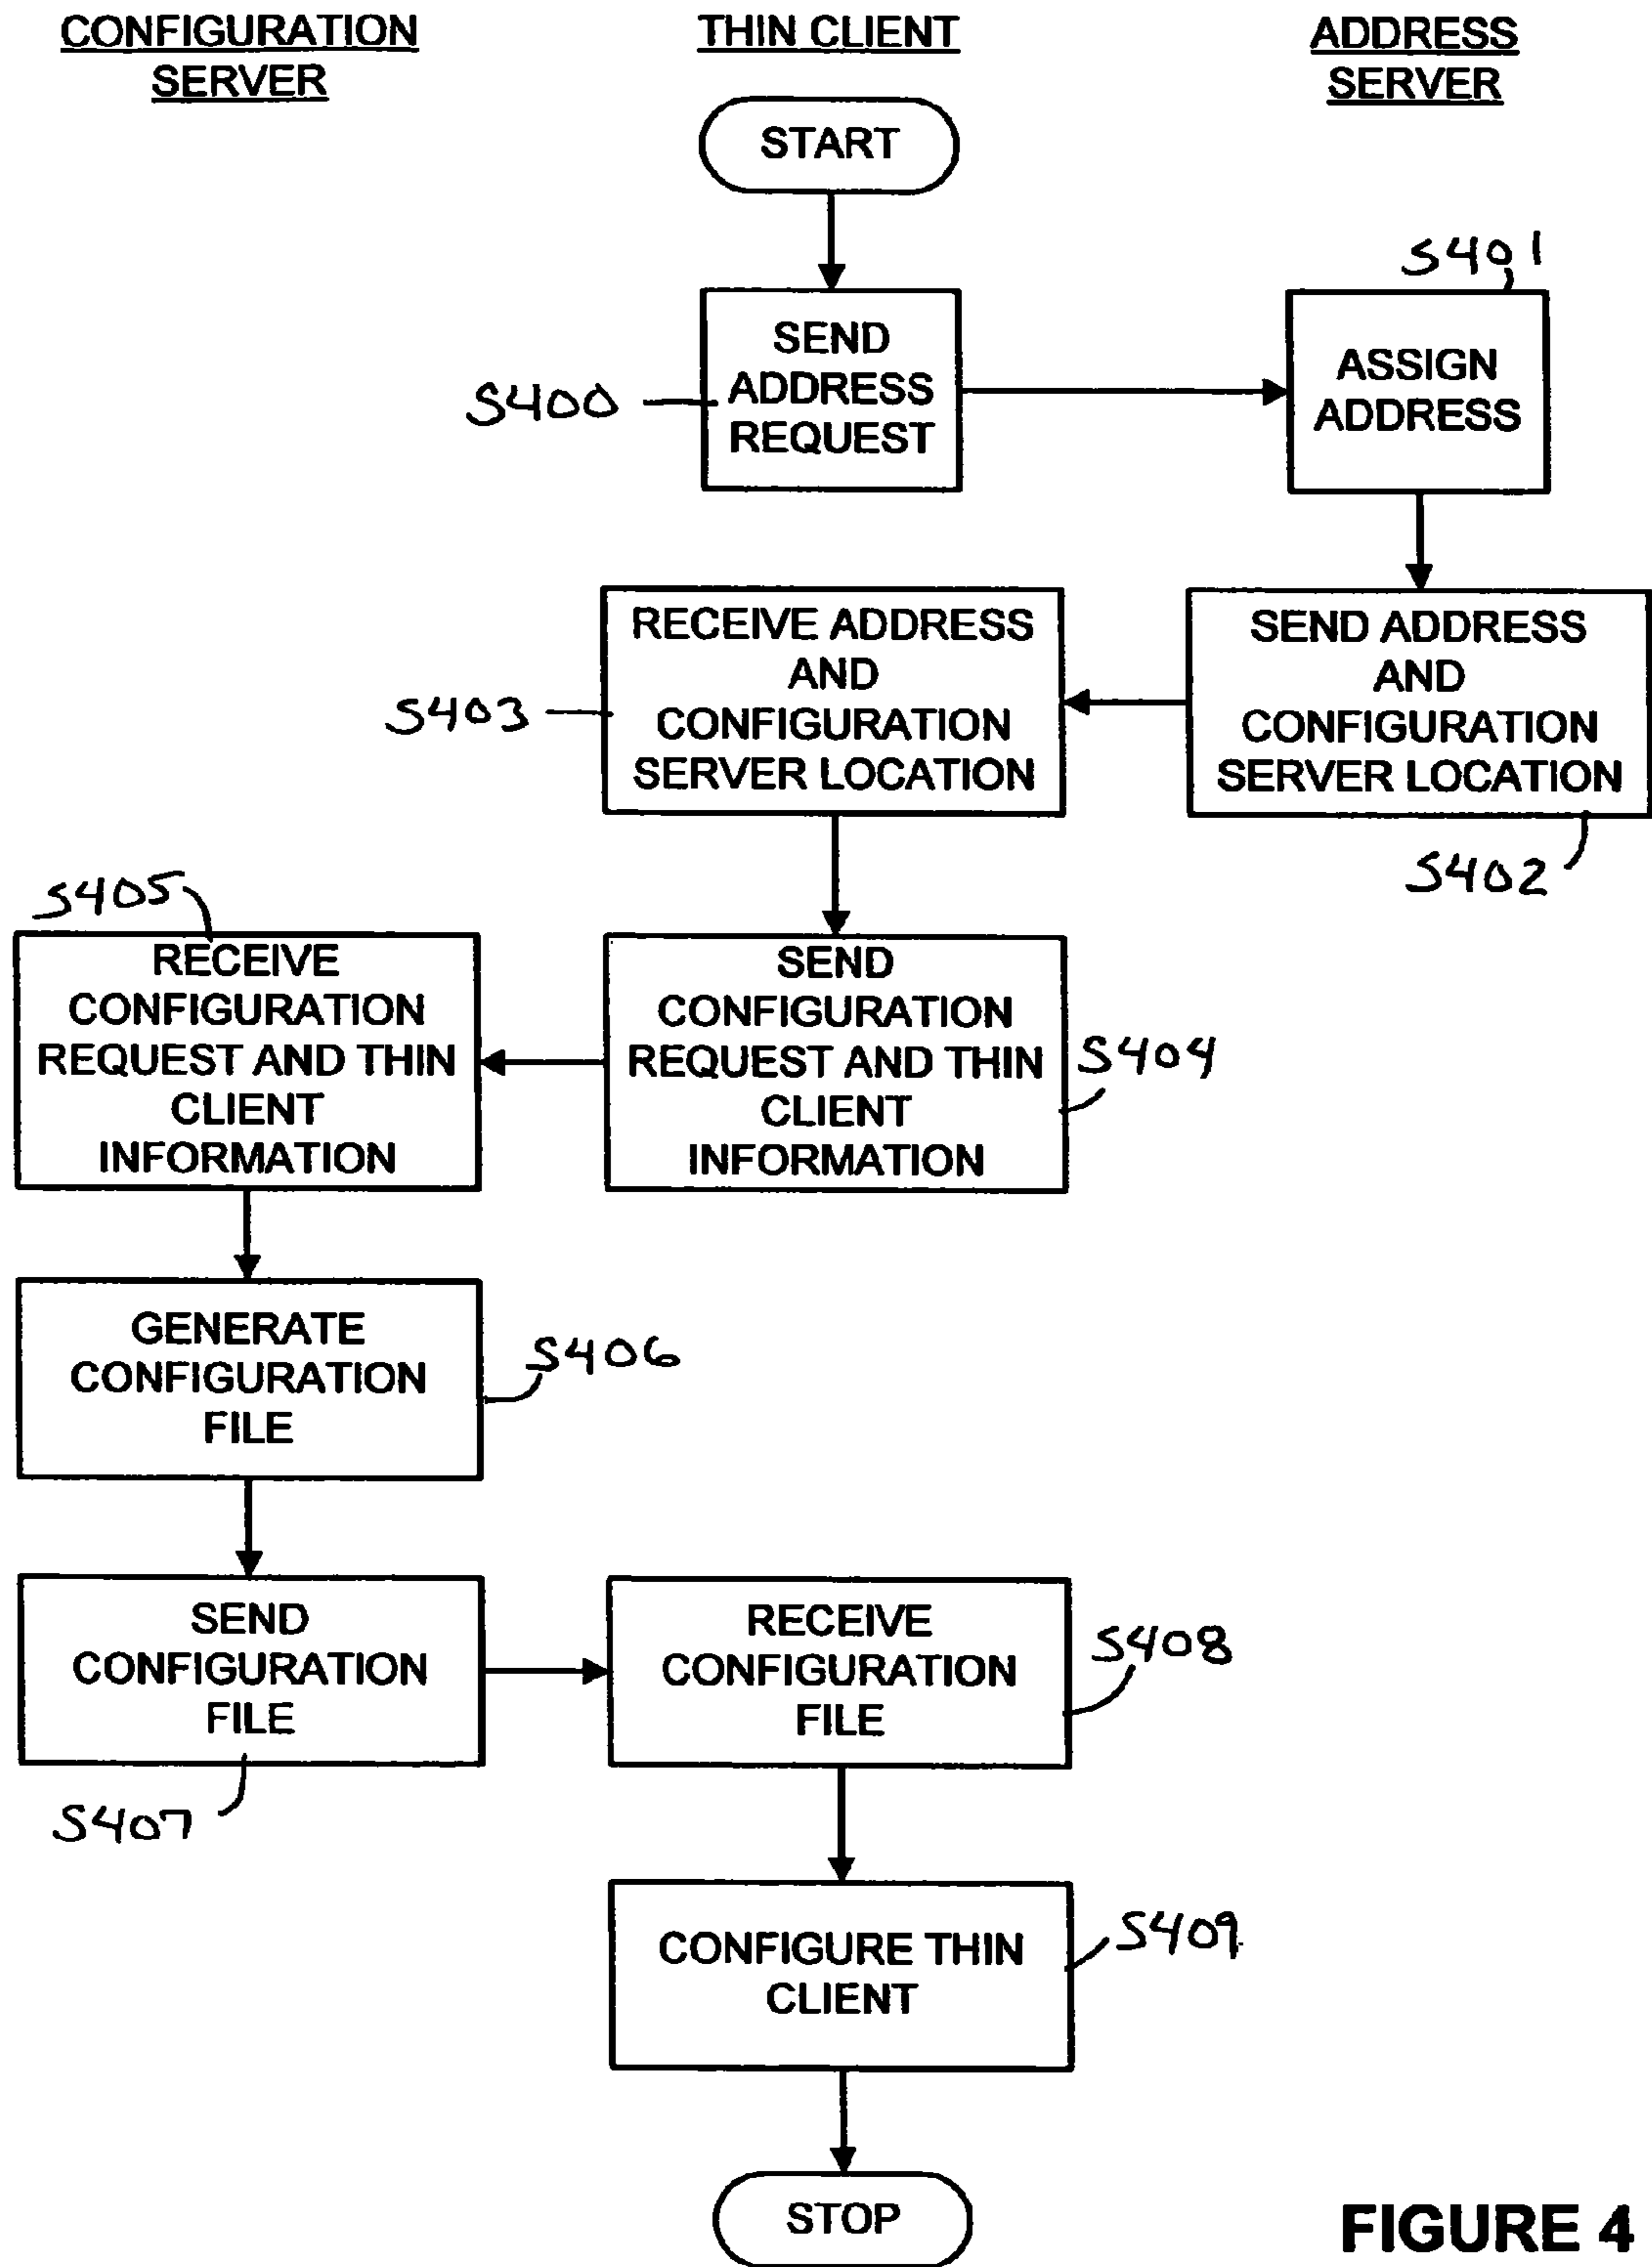 CONFIGURATION
SERVER
THIN CLIENT
ADDRESS
SERVER
START
S401
SEND
ADDRESS
REQUEST
S400
ASSIGN
ADDRESS
RECEIVE ADDRESS
AND
CONFIGURATION
SERVER LOCATION
S403
SEND ADDRESS
AND
CONFIGURATION
SERVER LOCATION
S402
S405
RECEIVE
CONFIGURATION
REQUEST AND THIN
CLIENT
INFORMATION
SEND
CONFIGURATION
REQUEST AND THIN
CLIENT
INFORMATION
S404
GENERATE
CONFIGURATION
FILE
S406
SEND
CONFIGURATION
FILE
S407
RECEIVE
CONFIGURATION
FILE
S408
CONFIGURE THIN
CLIENT
S409
STOP
FIGURE 4